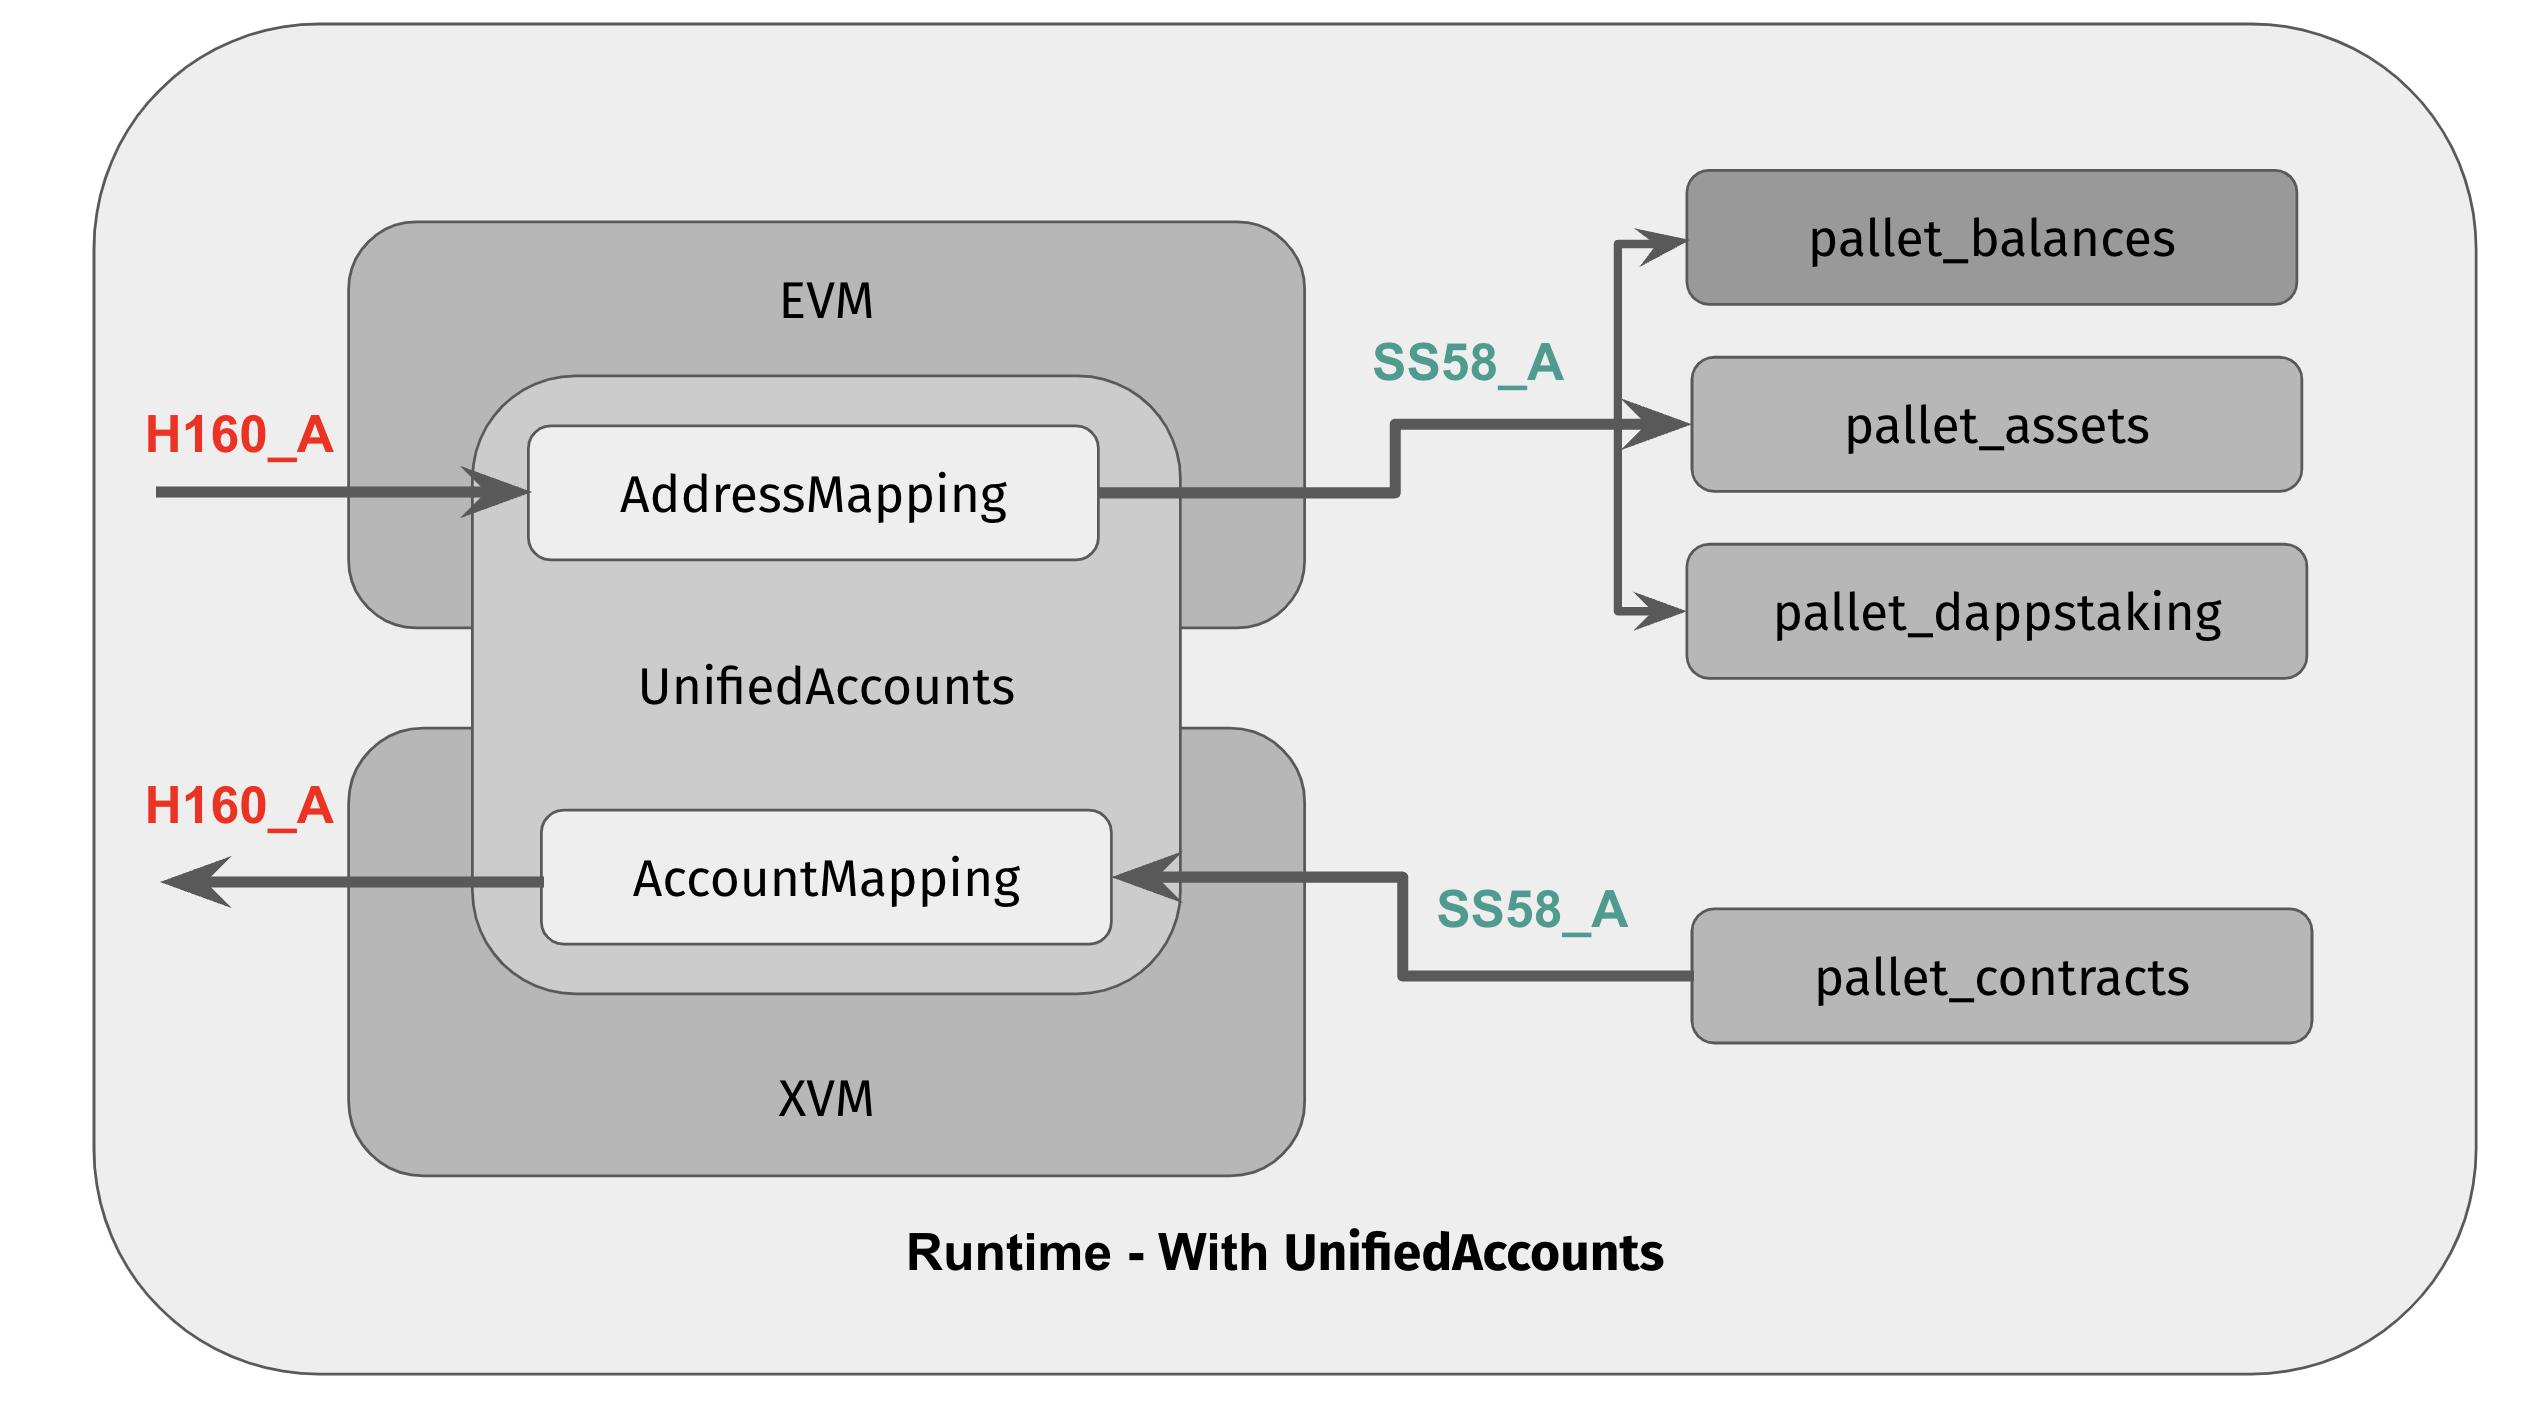 pallet_balances
EVM
SS58_A
H160_A
pallet_assets
AddressMapping
pallet_dappstaking
UnifiedAccounts
H160_A
AccountMapping
SS58_A
pallet_contracts
XVM
Runtime - With UnifiedAccounts